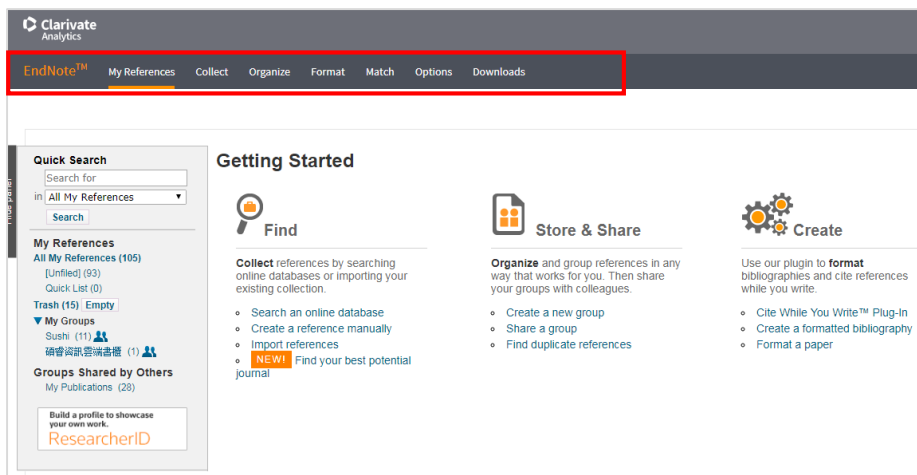 Clarivate
Analytics
EndNote™ My References Collect Organize Format Match Options Downloads
Hide panel
Quick Search
Search for
in All My References
Search
My References
All My References (105)
[Unfiled] (93)
Quick List (0)
Trash (15) Empty
▼ My Groups
Sushi (11)
碩睿資訊雲端書櫃 (1)
Groups Shared by Others
My Publications (28)
Build a profile to showcase
your own work.
ResearcherID
Getting Started
Find
Collect references by searching
online databases or importing your
existing collection.
Search an online database
Create a reference manually
Import references
NEW! Find your best potential
journal
Store & Share
Organize and group references in any
way that works for you. Then share
your groups with colleagues.
Create a new group
Share a group
Find duplicate references
Create
Use our plugin to format
bibliographies and cite references
while you write.
Cite While You Write™ Plug-In
Create a formatted bibliography
Format a paper